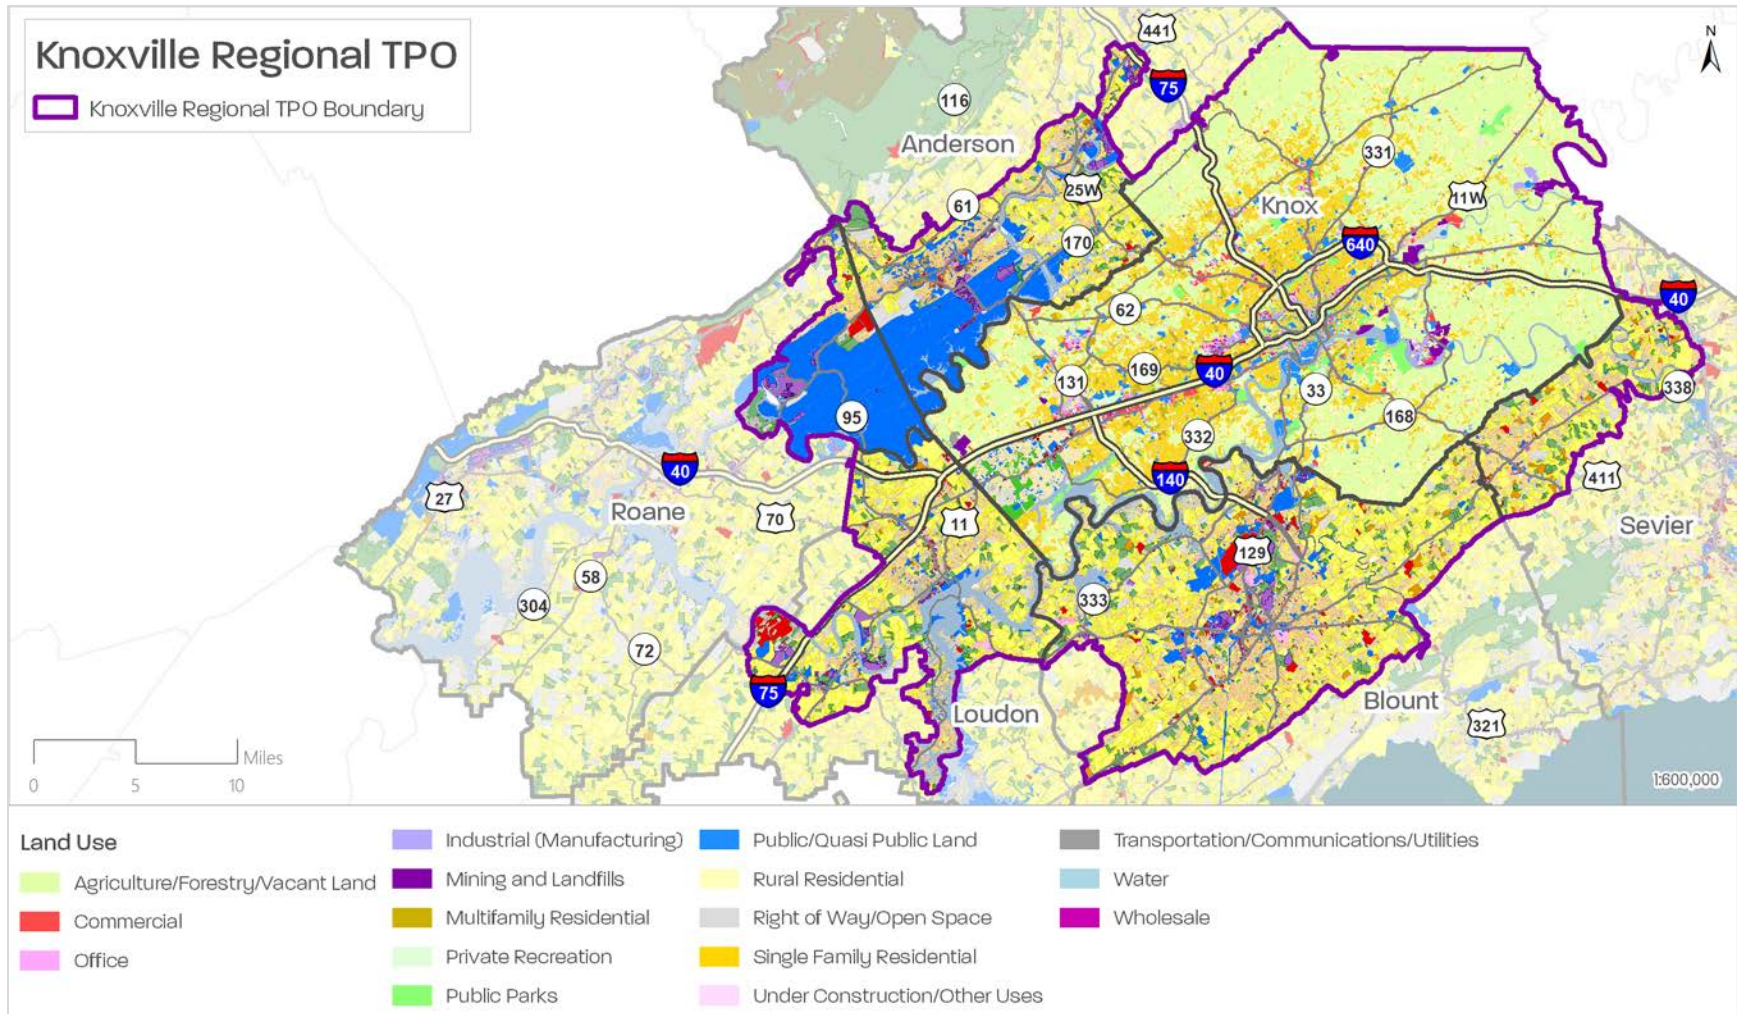 Knoxville Regional TPO
Knoxville Regional TPO Boundary
N
441
75
116
Anderson
331
25W
11W
61
Knox
170
640
40
62
131
169
40
33
338
95
168
332
40
140
411
27
Roane
70
11
Sevier
129
58
304
333
72
75
Loudon
Blount
321
Miles
0 5 10
1:600,000
Land Use
Agriculture/Forestry/Vacant Land
Commercial
Office
Industrial (Manufacturing)
Mining and Landfills
Multifamily Residential
Private Recreation
Public Parks
Public/Quasi Public Land
Rural Residential
Right of Way/Open Space
Single Family Residential
Under Construction/Other Uses
Transportation/Communications/Utilities
Water
Wholesale